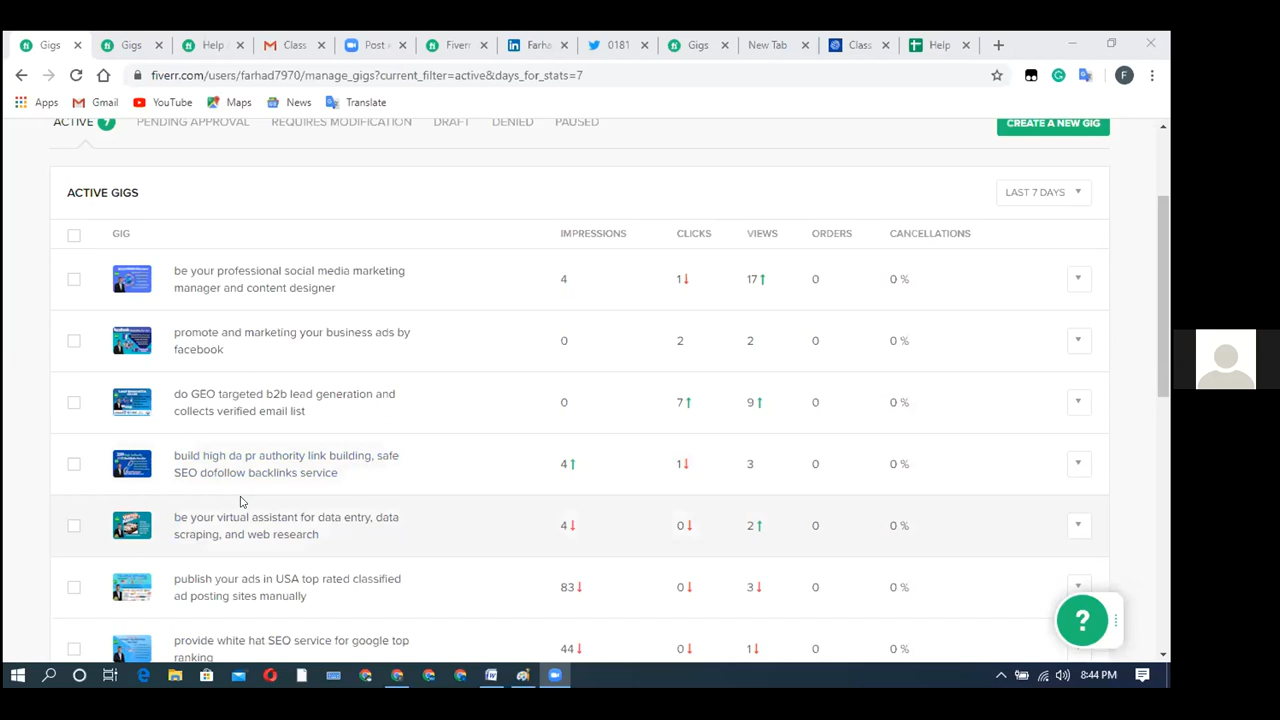 Gigs
Gigs
Help
Class
Post
Fiverr
Farha
0181
Gigs
New Tab
Class
Help
fiverr.com/users/farhad7970/manage_gigs?current_filter=active&days_for_stats=7
F
Apps Gmail YouTube Maps News Translate
ACTIVE 7 PENDING APPROVAL REQUIRES MODIFICATION DRAFT DENIED PAUSED CREATE A NEW GIG
ACTIVE GIGS LAST 7 DAYS
GIG IMPRESSIONS CLICKS VIEWS ORDERS CANCELLATIONS
be your professional social media marketing
manager and content designer
4 1 17 0 0 %
promote and marketing your business ads by
facebook
0 2 2 0 0 %
do GEO targeted b2b lead generation and
collects verified email list
0 7 9 0 0 %
build high da pr authority link building, safe
SEO dofollow backlinks service
4 1 3 0 0 %
be your virtual assistant for data entry, data
scraping, and web research
4 0 2 0 0 %
publish your ads in USA top rated classified
ad posting sites manually
83 0 3 0 0 %
provide white hat SEO service for google top
ranking
44 0 1 0 0 %
?
8:44 PM